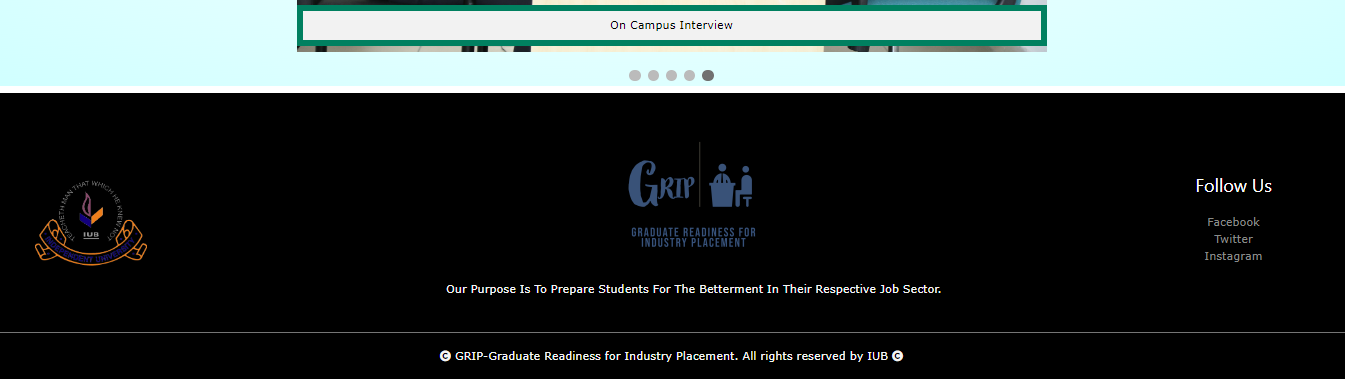 On Campus Interview
TEACHETH MAN THAT WHICH HE KNEW NOT
IUB
GRIP
GRADUATE READINESS FOR
INDUSTRY PLACEMENT
Our Purpose Is To Prepare Students For The Betterment In Their Respective Job Sector.
Follow Us
Facebook
Twitter
Instagram
© GRIP-Graduate Readiness for Industry Placement. All rights reserved by IUB ©